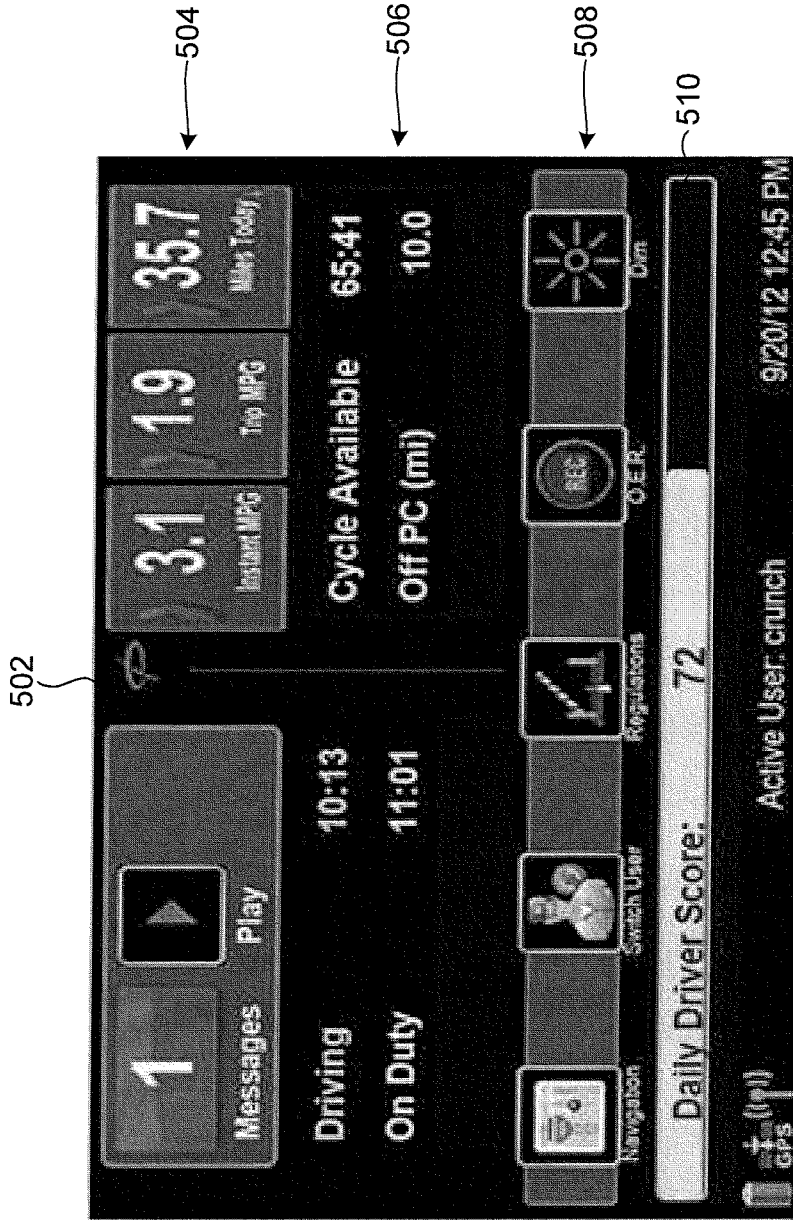 502
504
506
508
510
1
Messages
Play
3.1
Instant MPG
1.9
Trip MPG
35.7
Miles Today
Driving 10:13
Cycle Available 65:41
On Duty 11:01
Off PC (mi) 10.0
Navigation
Switch User
Regulations
REC
O.E.R.
Dim
Daily Driver Score: 72
GPS
Active User: crunch
9/20/12 12:45 PM